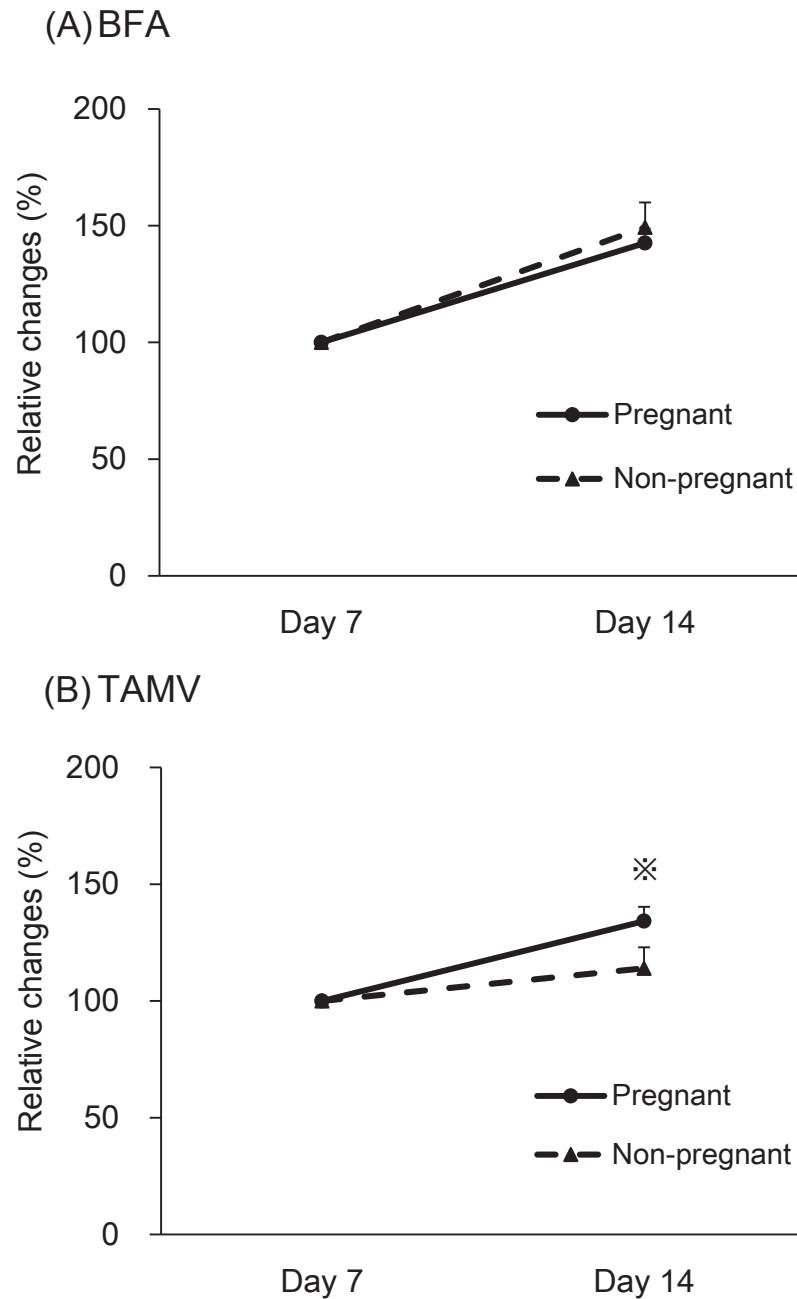 (A) BFA
200
150
100
50
0
Relative changes (%)
Pregnant
Non-pregnant
Day 7
Day 14
(B) TAMV
200
150
100
50
0
Relative changes (%)
※
Pregnant
Non-pregnant
Day 7
Day 14